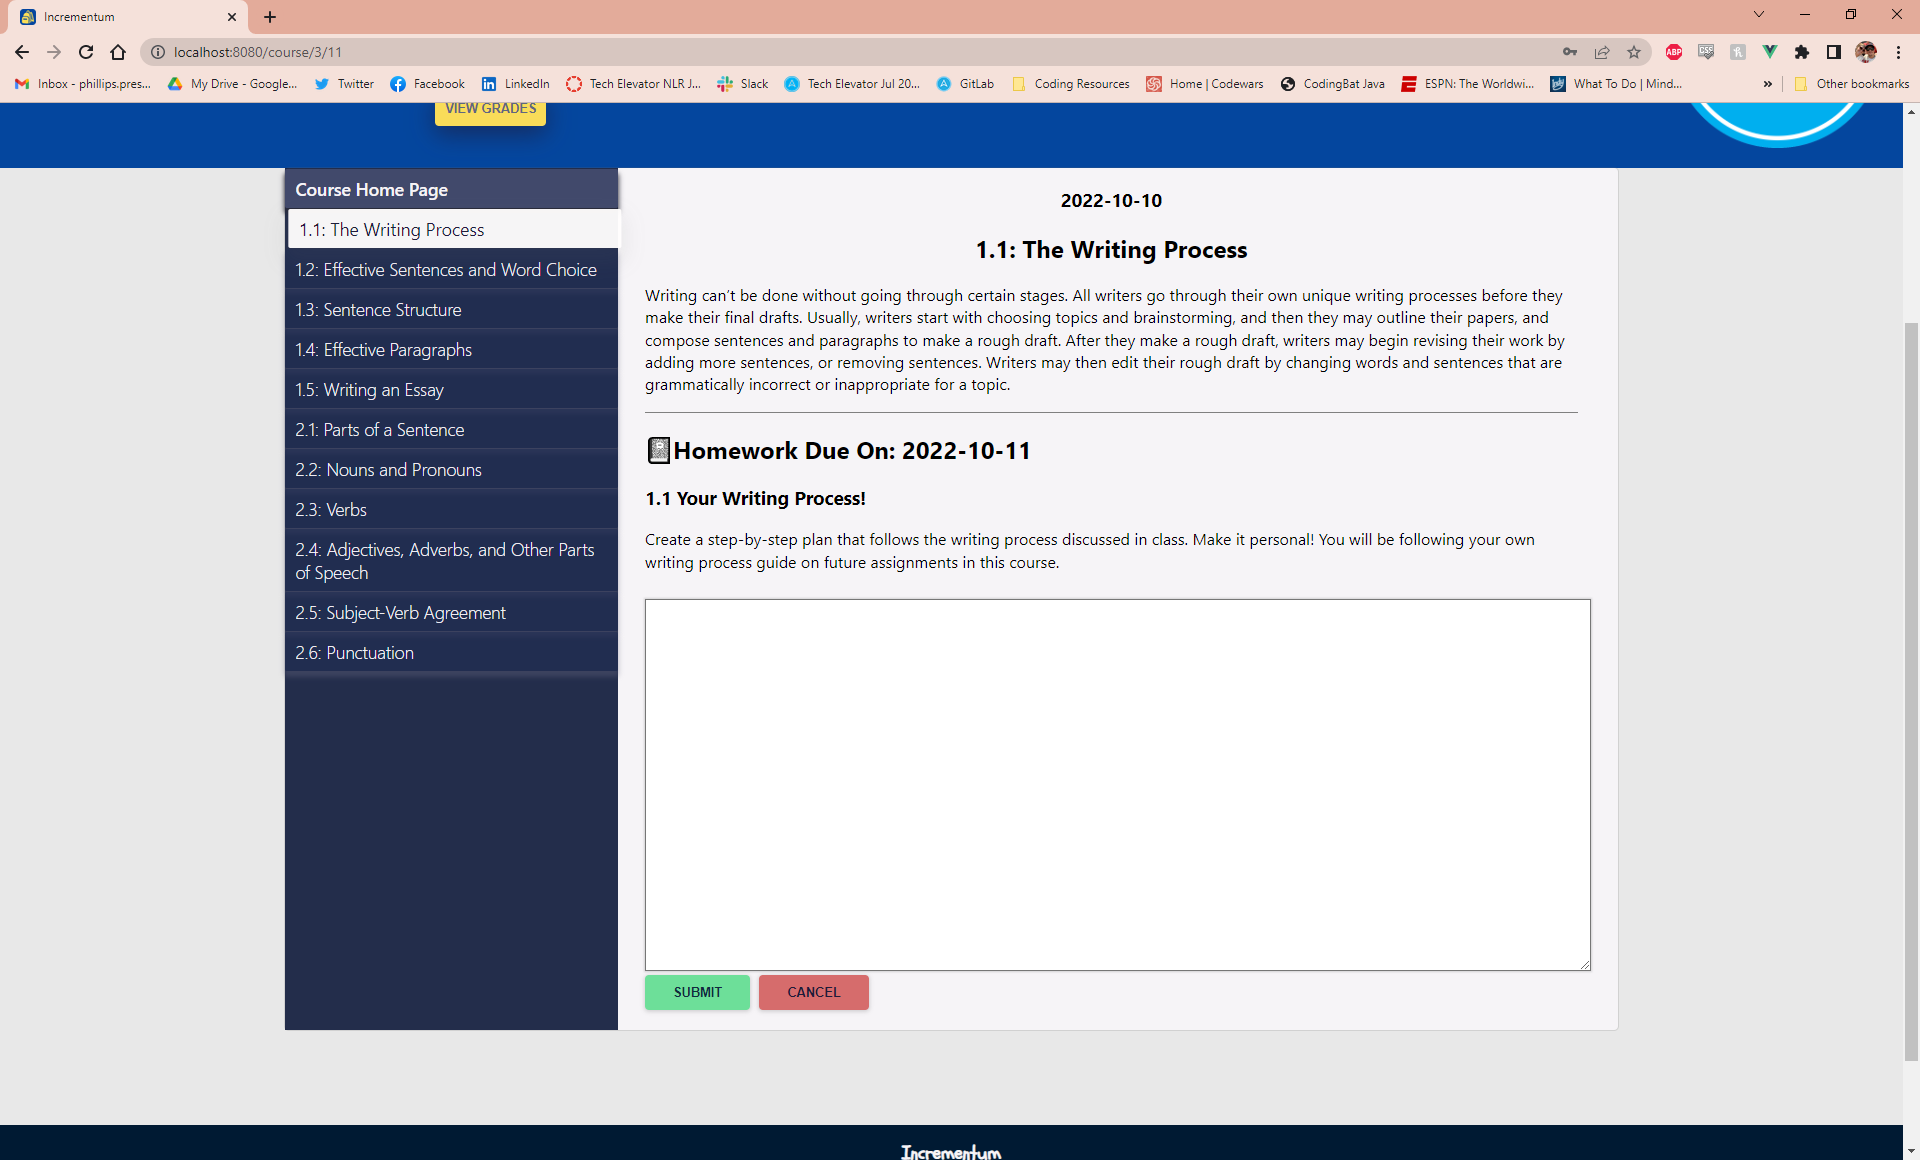 Incrementum
localhost:8080/course/3/11
Inbox - phillips.pres...
My Drive - Google...
Twitter
Facebook
LinkedIn
Tech Elevator NLR J...
Slack
Tech Elevator Jul 20...
GitLab
Coding Resources
Home | Codewars
CodingBat Java
ESPN: The Worldwi...
What To Do | Mind...
»
Other bookmarks
VIEW GRADES
Course Home Page
1.1: The Writing Process
1.2: Effective Sentences and Word Choice
1.3: Sentence Structure
1.4: Effective Paragraphs
1.5: Writing an Essay
2.1: Parts of a Sentence
2.2: Nouns and Pronouns
2.3: Verbs
2.4: Adjectives, Adverbs, and Other Parts
of Speech
2.5: Subject-Verb Agreement
2.6: Punctuation
2022-10-10
1.1: The Writing Process
Writing can't be done without going through certain stages. All writers go through their own unique writing processes before they
make their final drafts. Usually, writers start with choosing topics and brainstorming, and then they may outline their papers, and
compose sentences and paragraphs to make a rough draft. After they make a rough draft, writers may begin revising their work by
adding more sentences, or removing sentences. Writers may then edit their rough draft by changing words and sentences that are
grammatically incorrect or inappropriate for a topic.
Homework Due On: 2022-10-11
1.1 Your Writing Process!
Create a step-by-step plan that follows the writing process discussed in class. Make it personal! You will be following your own
writing process guide on future assignments in this course.
SUBMIT
CANCEL
Incrementum